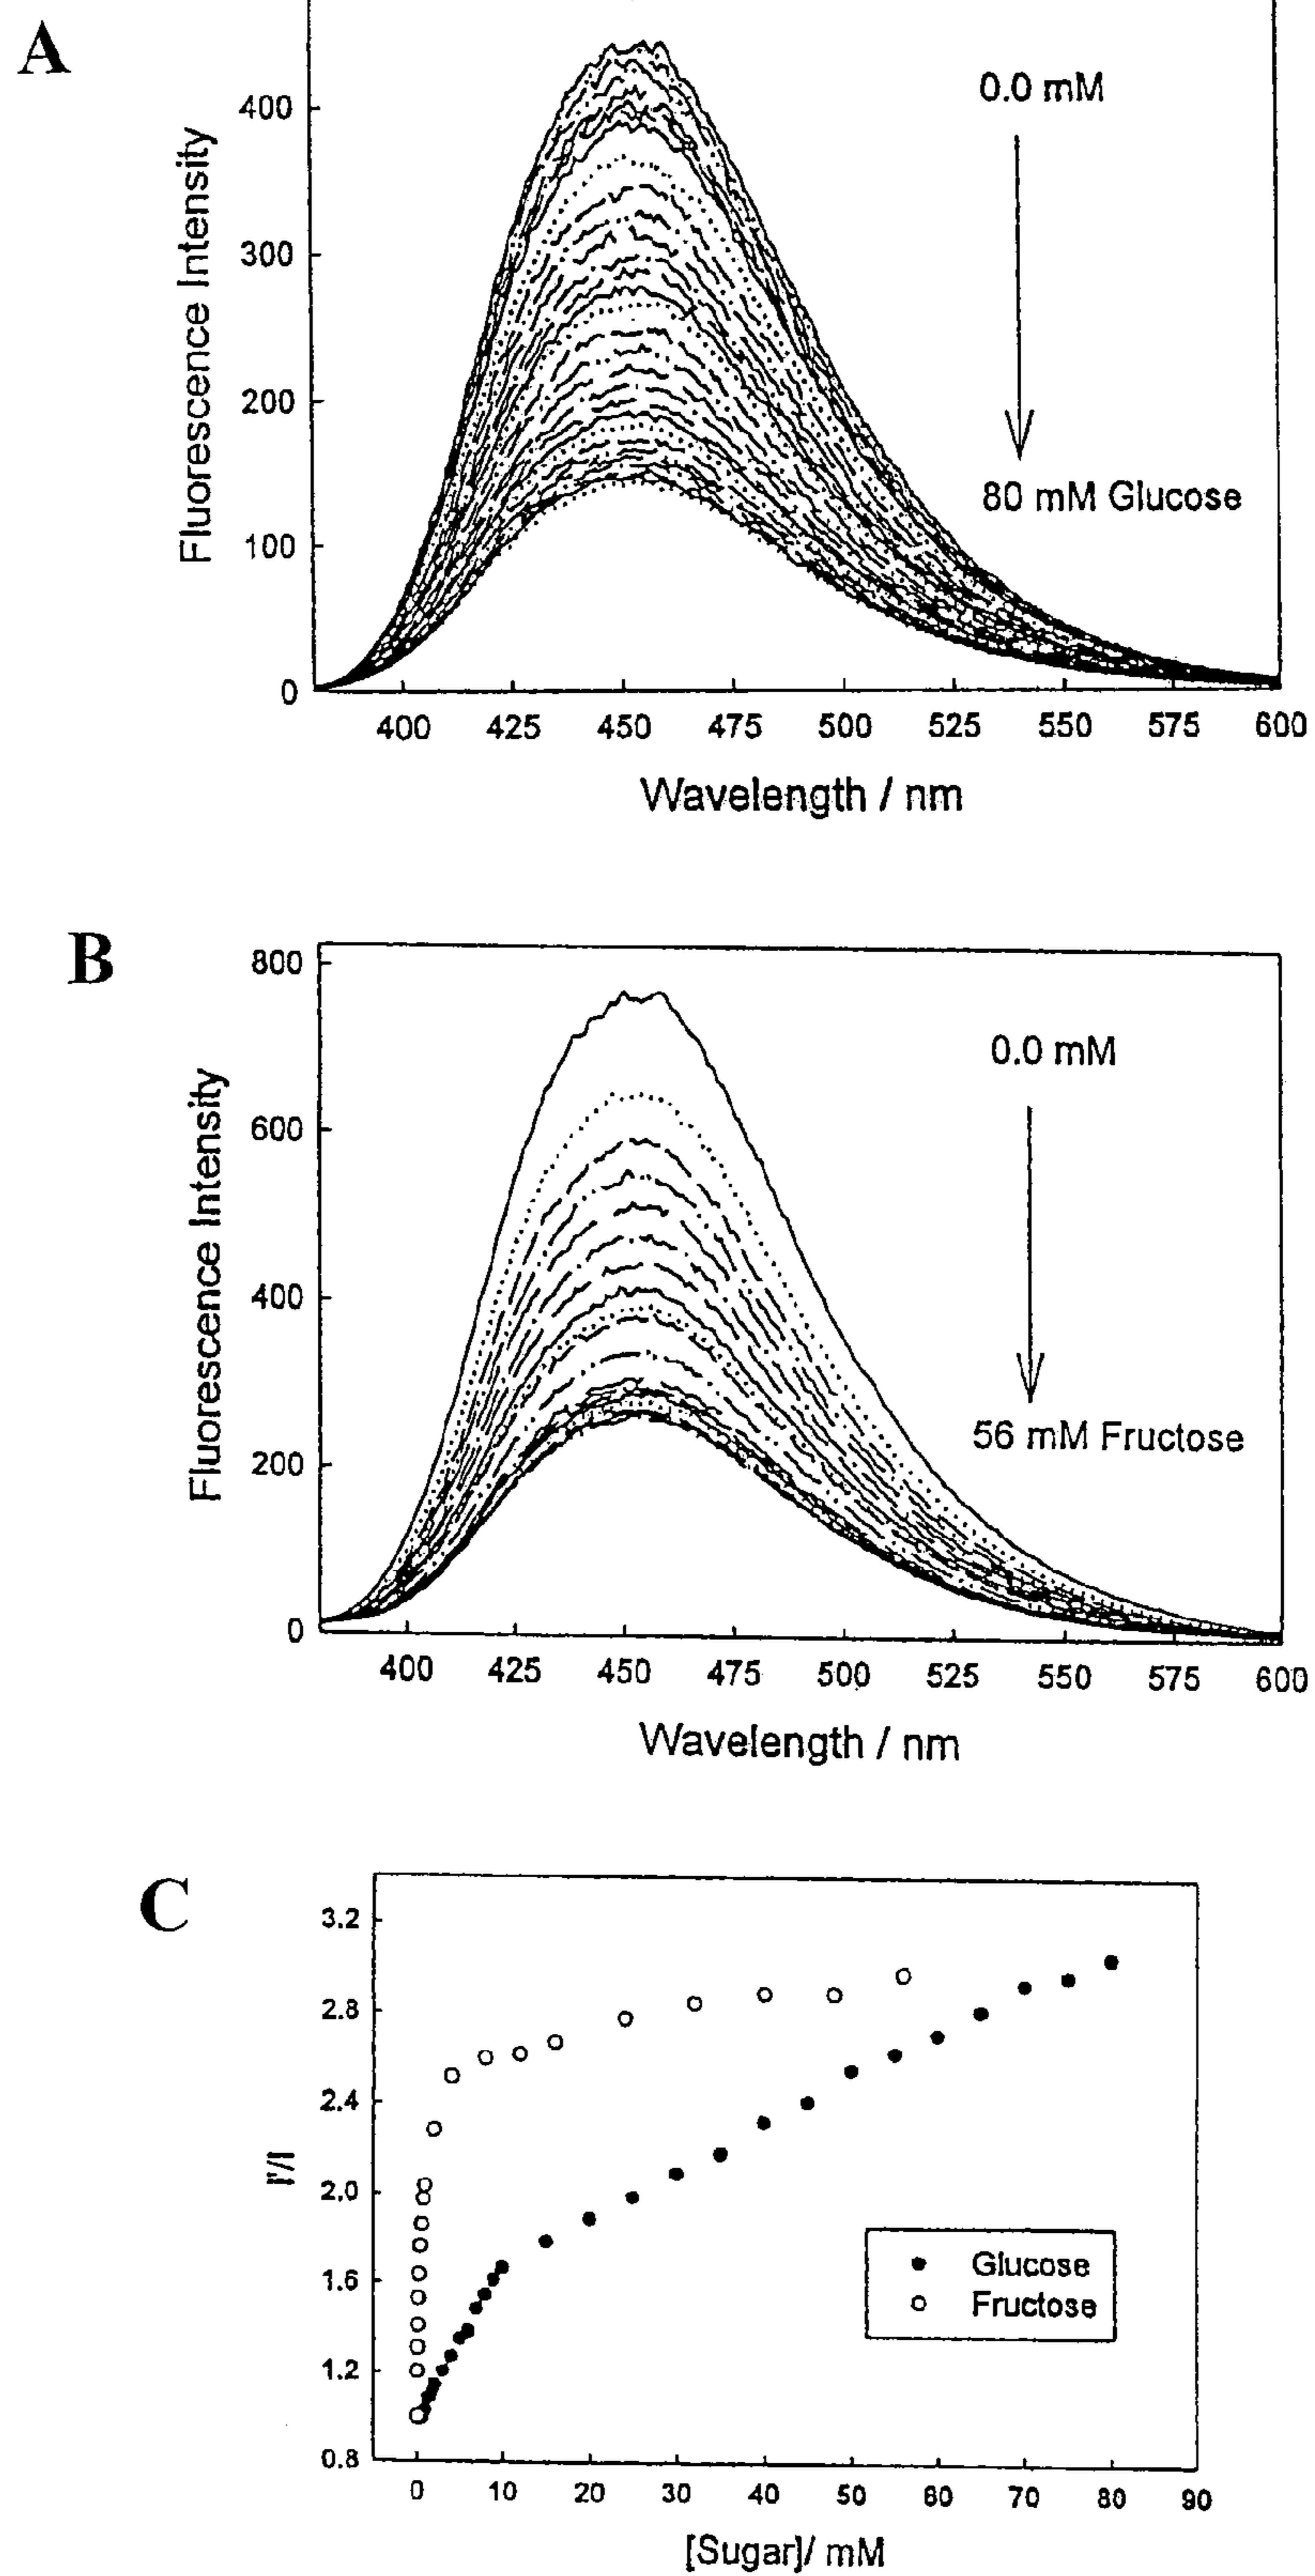 A
400
300
200
100
0
Fluorescence Intensity
0.0 mM
80 mM Glucose
400 425 450 475 500 525 550 575 600
Wavelength / nm
B
800
600
400
200
0
Fluorescence Intensity
0.0 mM
56 mM Fructose
400 425 450 475 500 525 550 575 600
Wavelength / nm
C
3.2
2.8
2.4
2.0
1.6
1.2
0.8
I'/I
Glucose
Fructose
0 10 20 30 40 50 60 70 80 90
[Sugar]/ mM